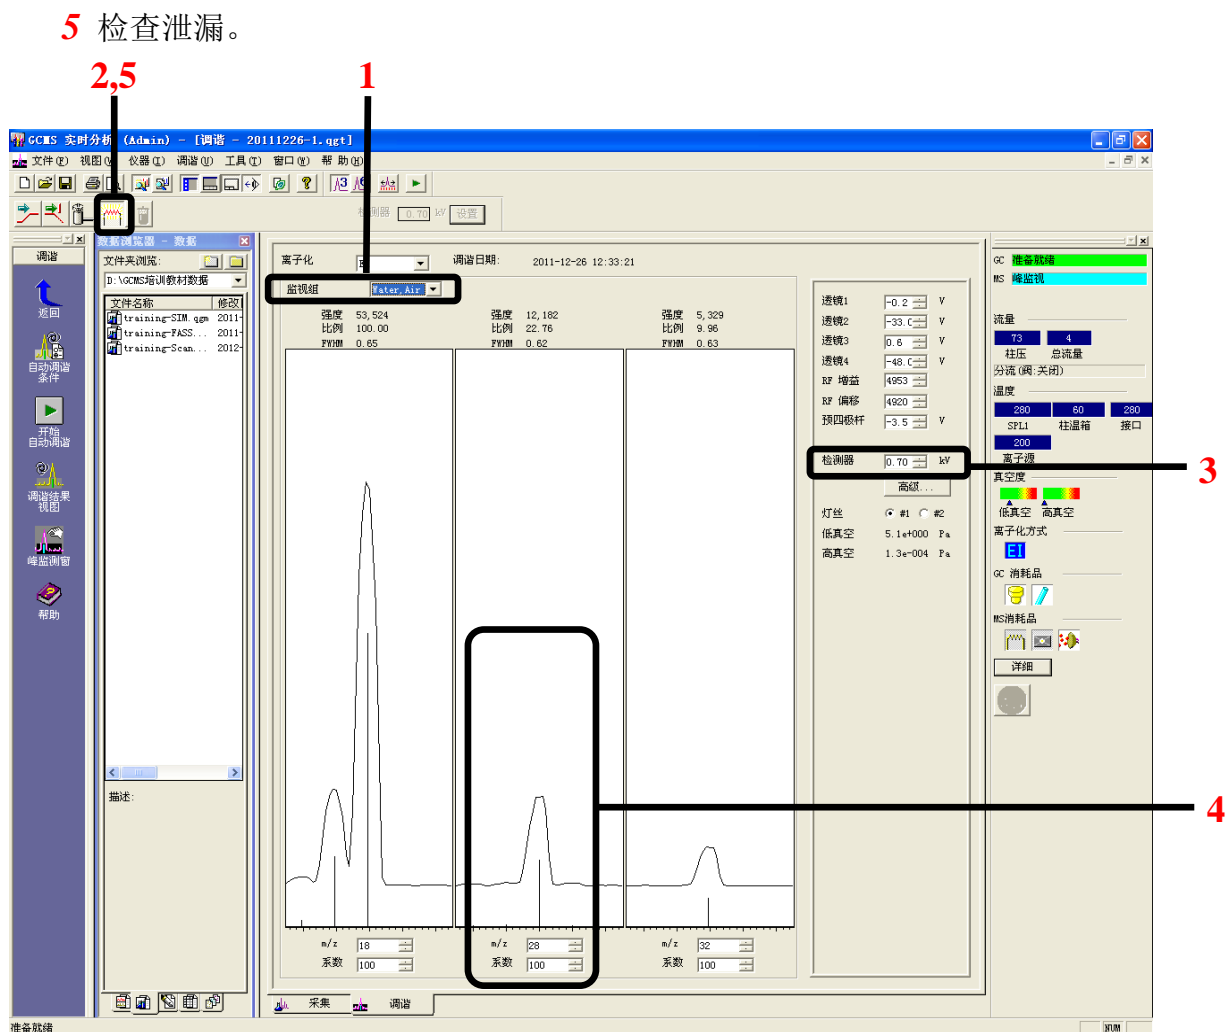 5 检查泄漏。
2,5
1
GCMS 实时分析 (Admin) - [调谐 - 20111226-1.qgt]
文件(F) 视图(V) 仪器(I) 调谐(U) 工具(T) 窗口(W) 帮 助(H)
检测器 0.70 kV 设置
调谐
返回
自动调谐
条件
开始
自动调谐
调谐结果
视图
峰监测窗
帮助
数据浏览器 - 数据
文件夹浏览:
D:\GCMS培训教材数据
文件名称 修改
training-SIM.qgm 2011-
training-FASS... 2011-
training-Scan... 2012-
描述:
离子化
调谐日期: 2011-12-26 12:33:21
监视组 Water,Air
强度 53,524
比例 100.00
FWHM 0.65
强度 12,182
比例 22.76
FWHM 0.62
强度 5,329
比例 9.96
FWHM 0.63
m/z 18
系数 100
m/z 28
系数 100
m/z 32
系数 100
采集 调谐
透镜1 -0.2 V
透镜2 -33.0 V
透镜3 0.6 V
透镜4 -48.0 V
RF 增益 4953
RF 偏移 4920
预四极杆 -3.5 V
检测器 0.70 kV
高级...
灯丝 #1 #2
低真空 5.1e+000 Pa
高真空 1.3e-004 Pa
3
4
GC 准备就绪
MS 峰监视
流量
73 4
柱压 总流量
分流(阀:关闭)
温度
280 60 280
SPL1 柱温箱 接口
200
离子源
真空度
低真空 高真空
离子化方式
EI
GC 消耗品
MS消耗品
详细
准备就绪
NUM